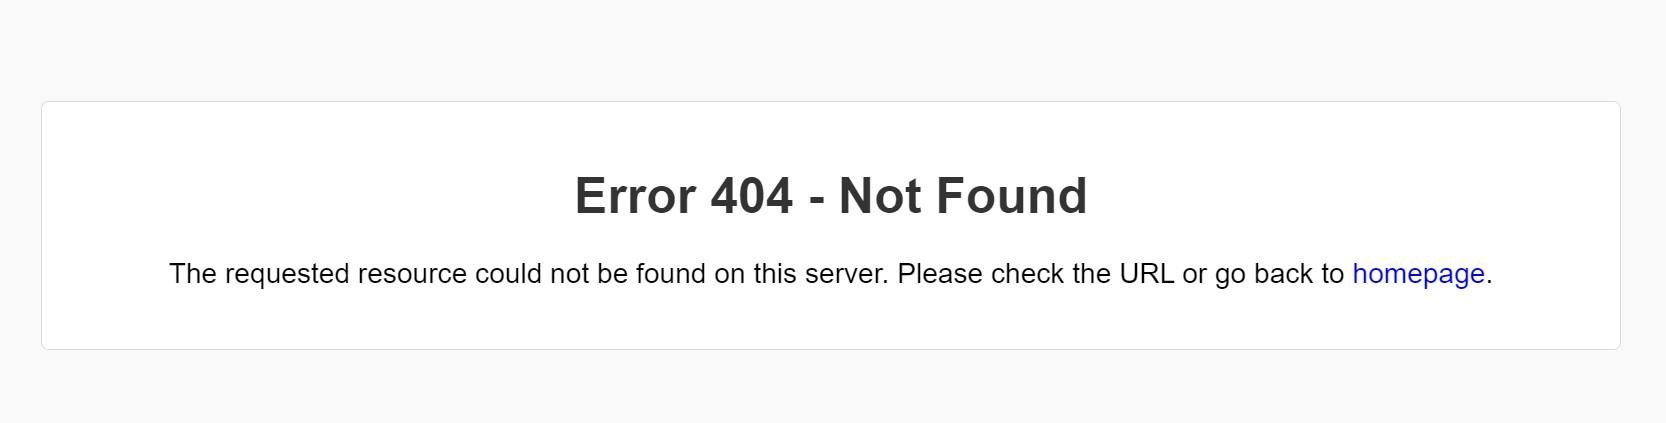 Error 404 - Not Found
The requested resource could not be found on this server. Please check the URL or go back to homepage.